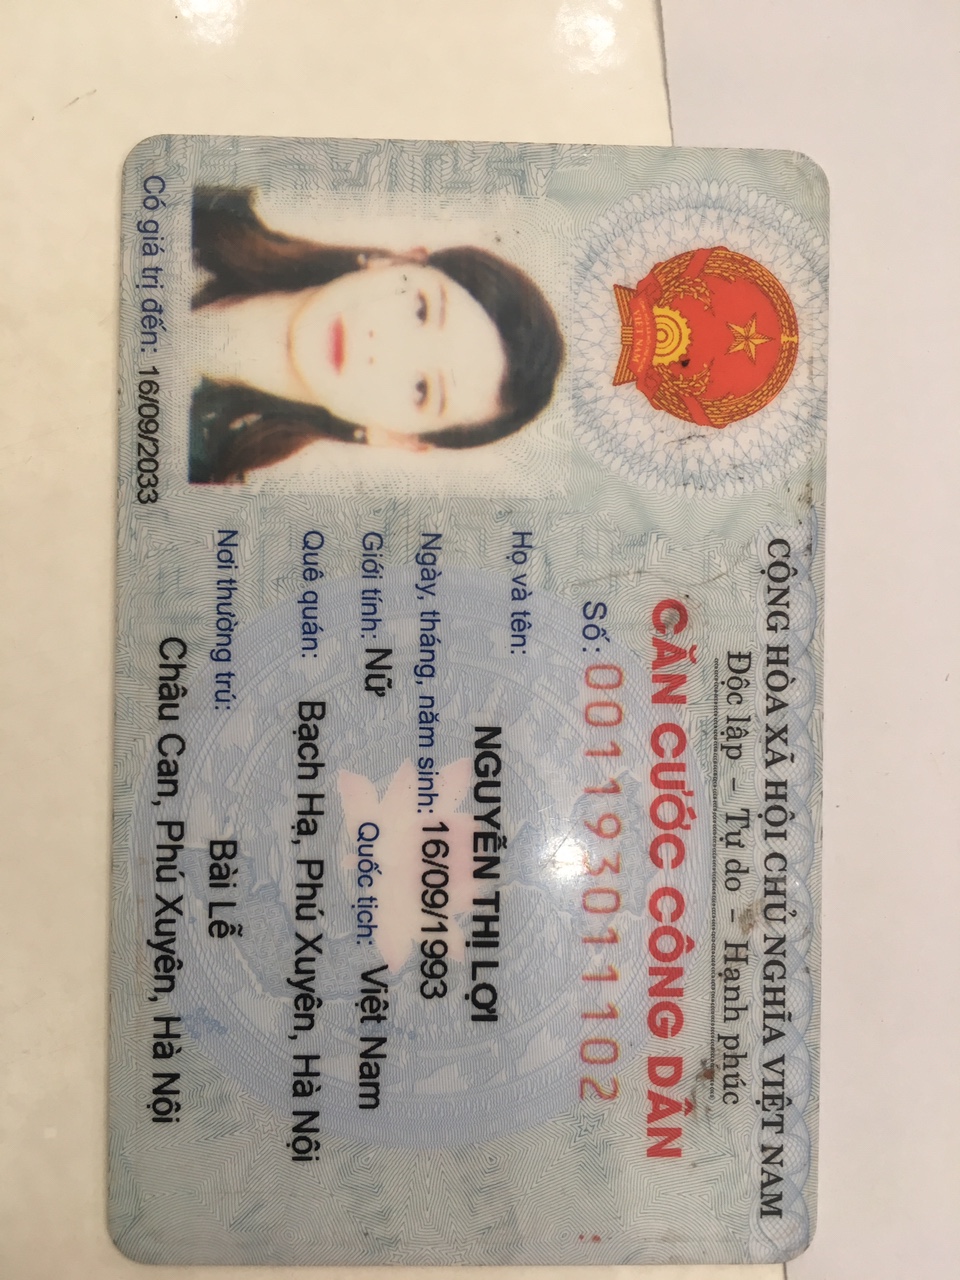 CỘNG HÒA XÃ HỘI CHỦ NGHĨA VIỆT NAM
Độc lập - Tự do - Hạnh phúc
CĂN CƯỚC CÔNG DÂN
Số: 001193011102
Họ và tên:
NGUYỄN THỊ LỢI
Ngày, tháng, năm sinh: 16/09/1993
Giới tính: Nữ Quốc tịch: Việt Nam
Quê quán: Bạch Hạ, Phú Xuyên, Hà Nội
Nơi thường trú: Bài Lễ
Châu Can, Phú Xuyên, Hà Nội
Có giá trị đến: 16/09/2033
VIỆT NAM